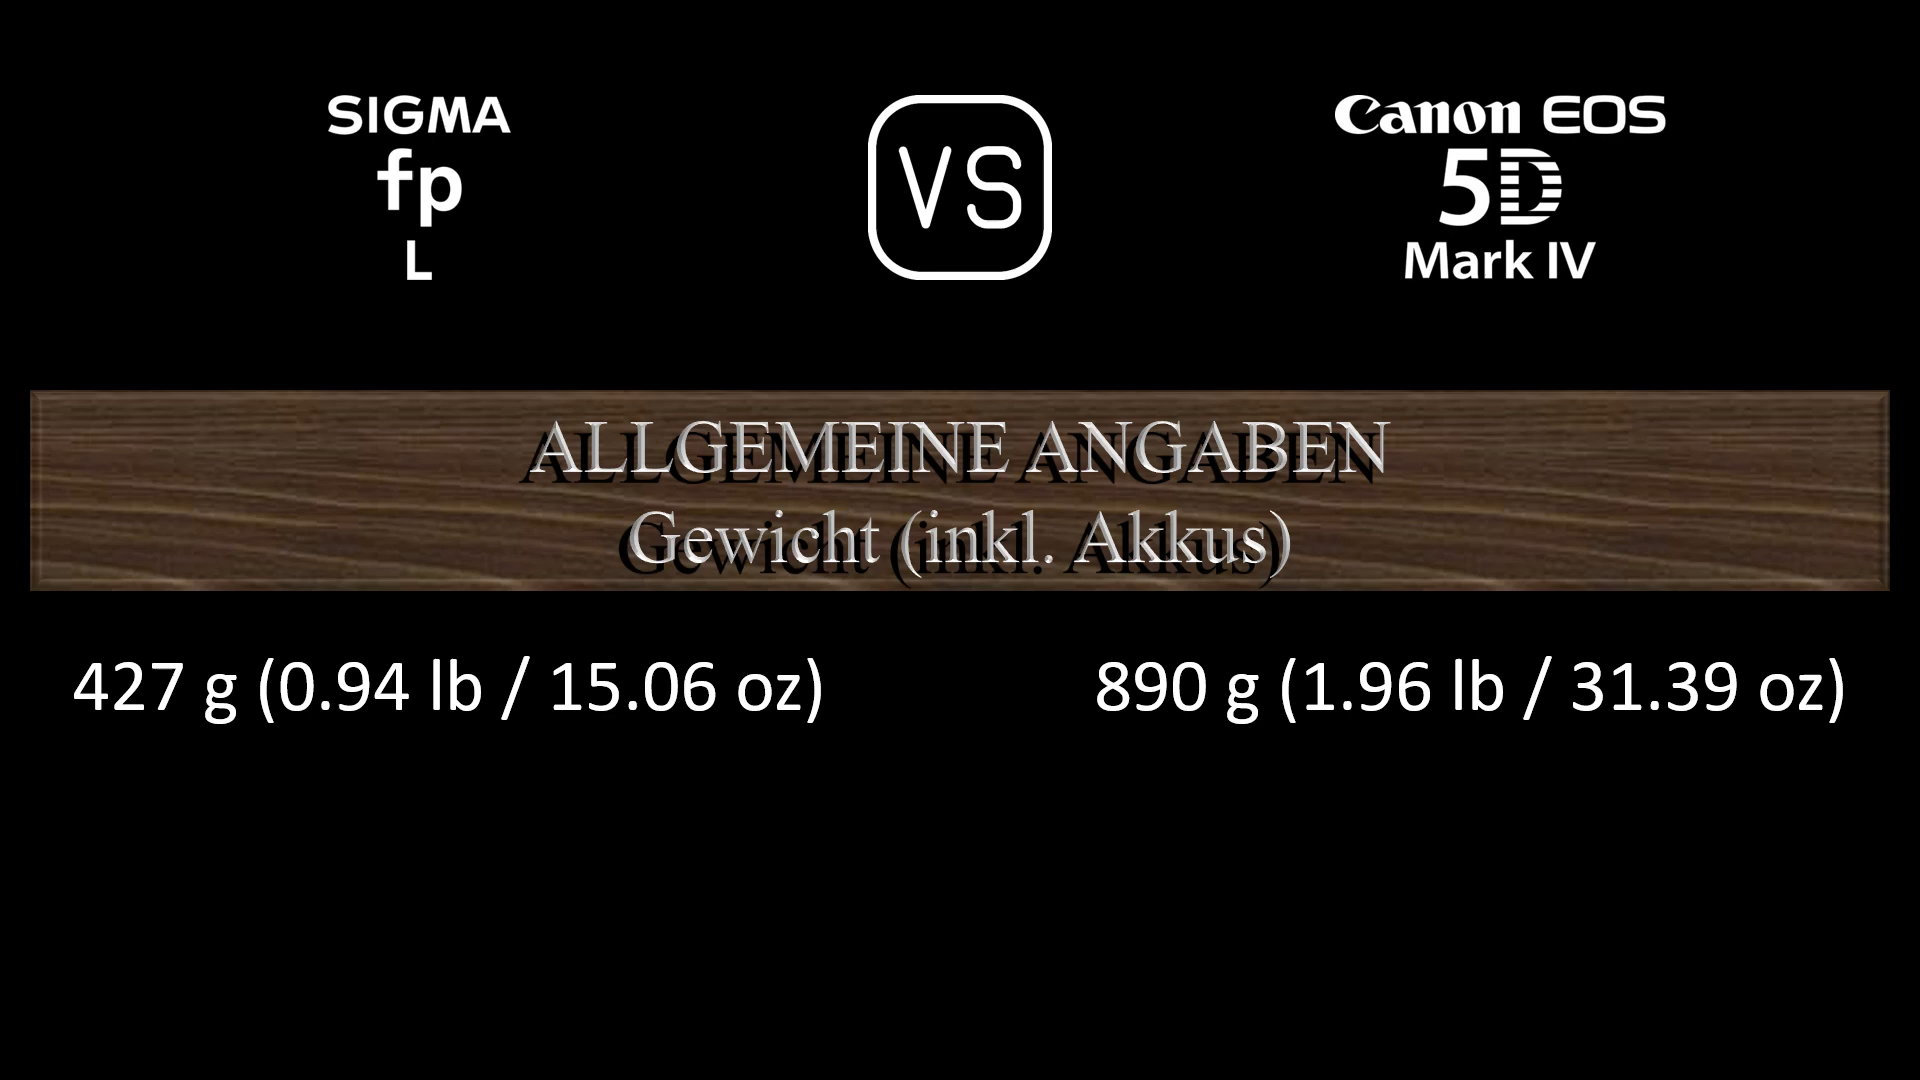 SIGMA
fp
L
VS
Canon EOS
5D
Mark IV
ALLGEMEINE ANGABEN
Gewicht (inkl. Akkus)
427 g (0.94 lb / 15.06 oz)
890 g (1.96 lb / 31.39 oz)